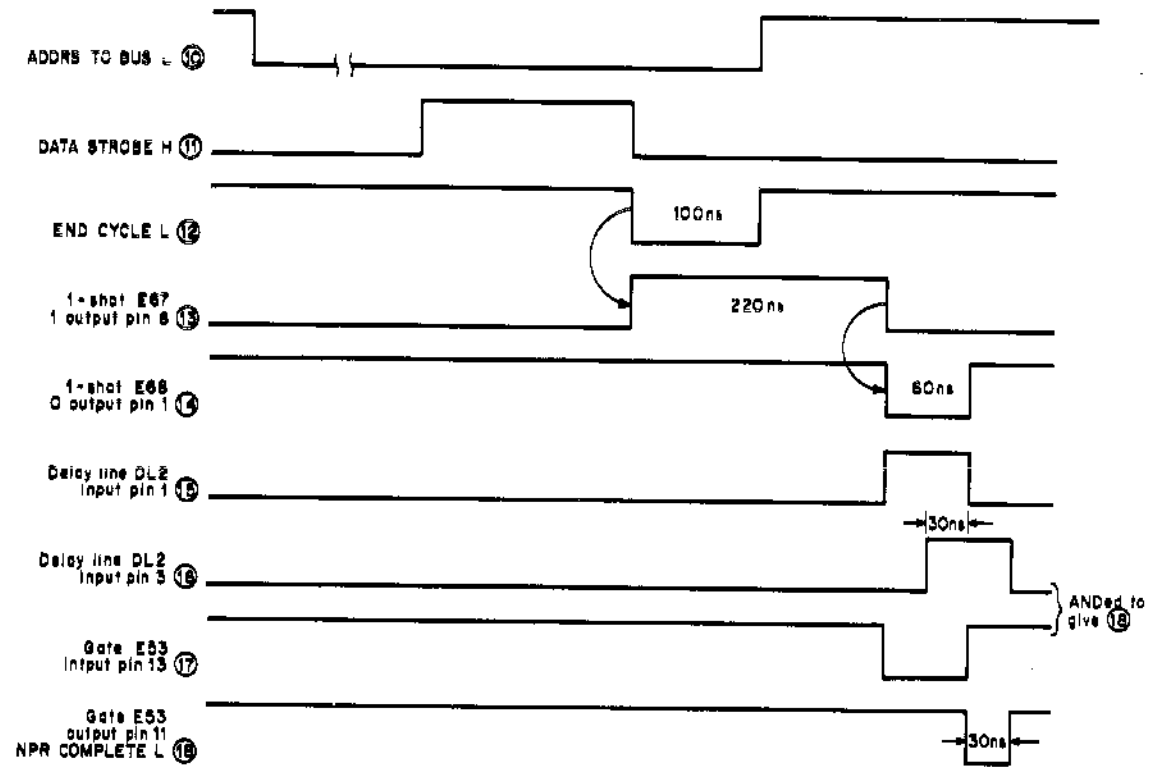 ADDRS TO BUS L ⑩
DATA STROBE H ⑪
END CYCLE L ⑫
100ns
1-shot E67
1 output pin 6 ⑬
220ns
1-shot E68
0 output pin 1 ⑭
60ns
Delay line DL2
input pin 1 ⑮
30ns
Delay line DL2
input pin 3 ⑯
ANDed to
give ⑱
Gate E53
intput pin 13 ⑰
Gate E53
output pin 11
NPR COMPLETE L ⑱
30ns